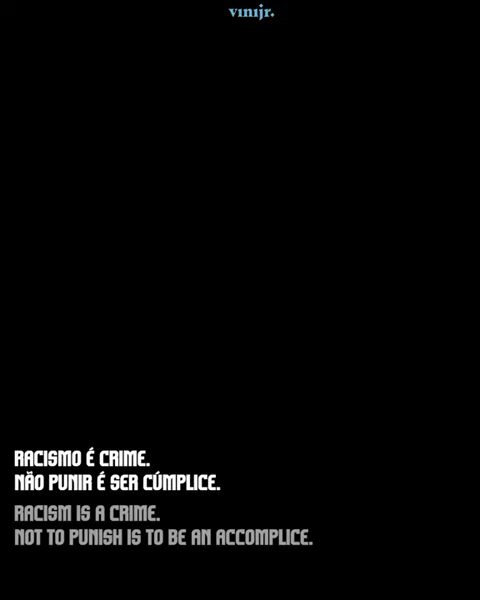 vinijr.
RACISMO É CRIME.
NÃO PUNIR É SER CÚMPLICE.
RACISM IS A CRIME.
NOT TO PUNISH IS TO BE AN ACCOMPLICE.